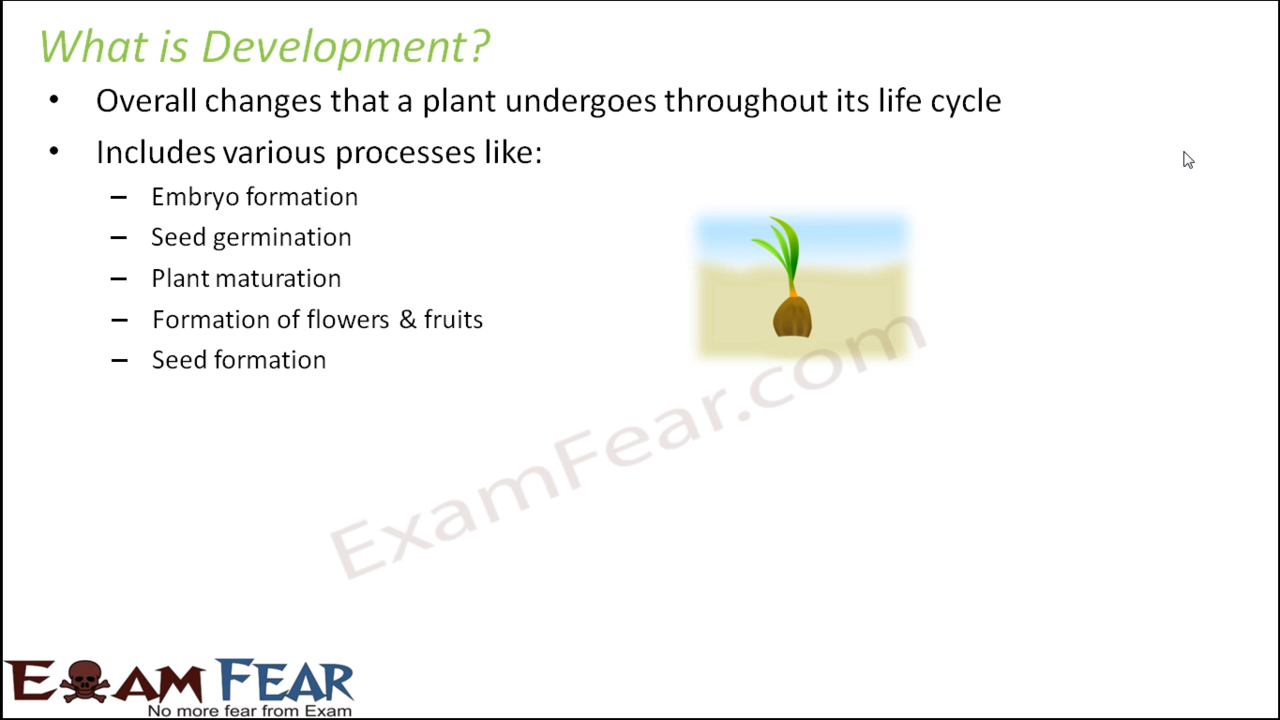 What is Development?
• Overall changes that a plant undergoes throughout its life cycle
• Includes various processes like:
– Embryo formation
– Seed germination
– Plant maturation
– Formation of flowers & fruits
– Seed formation
ExamFear.com
EXAM FEAR
No more fear from Exam